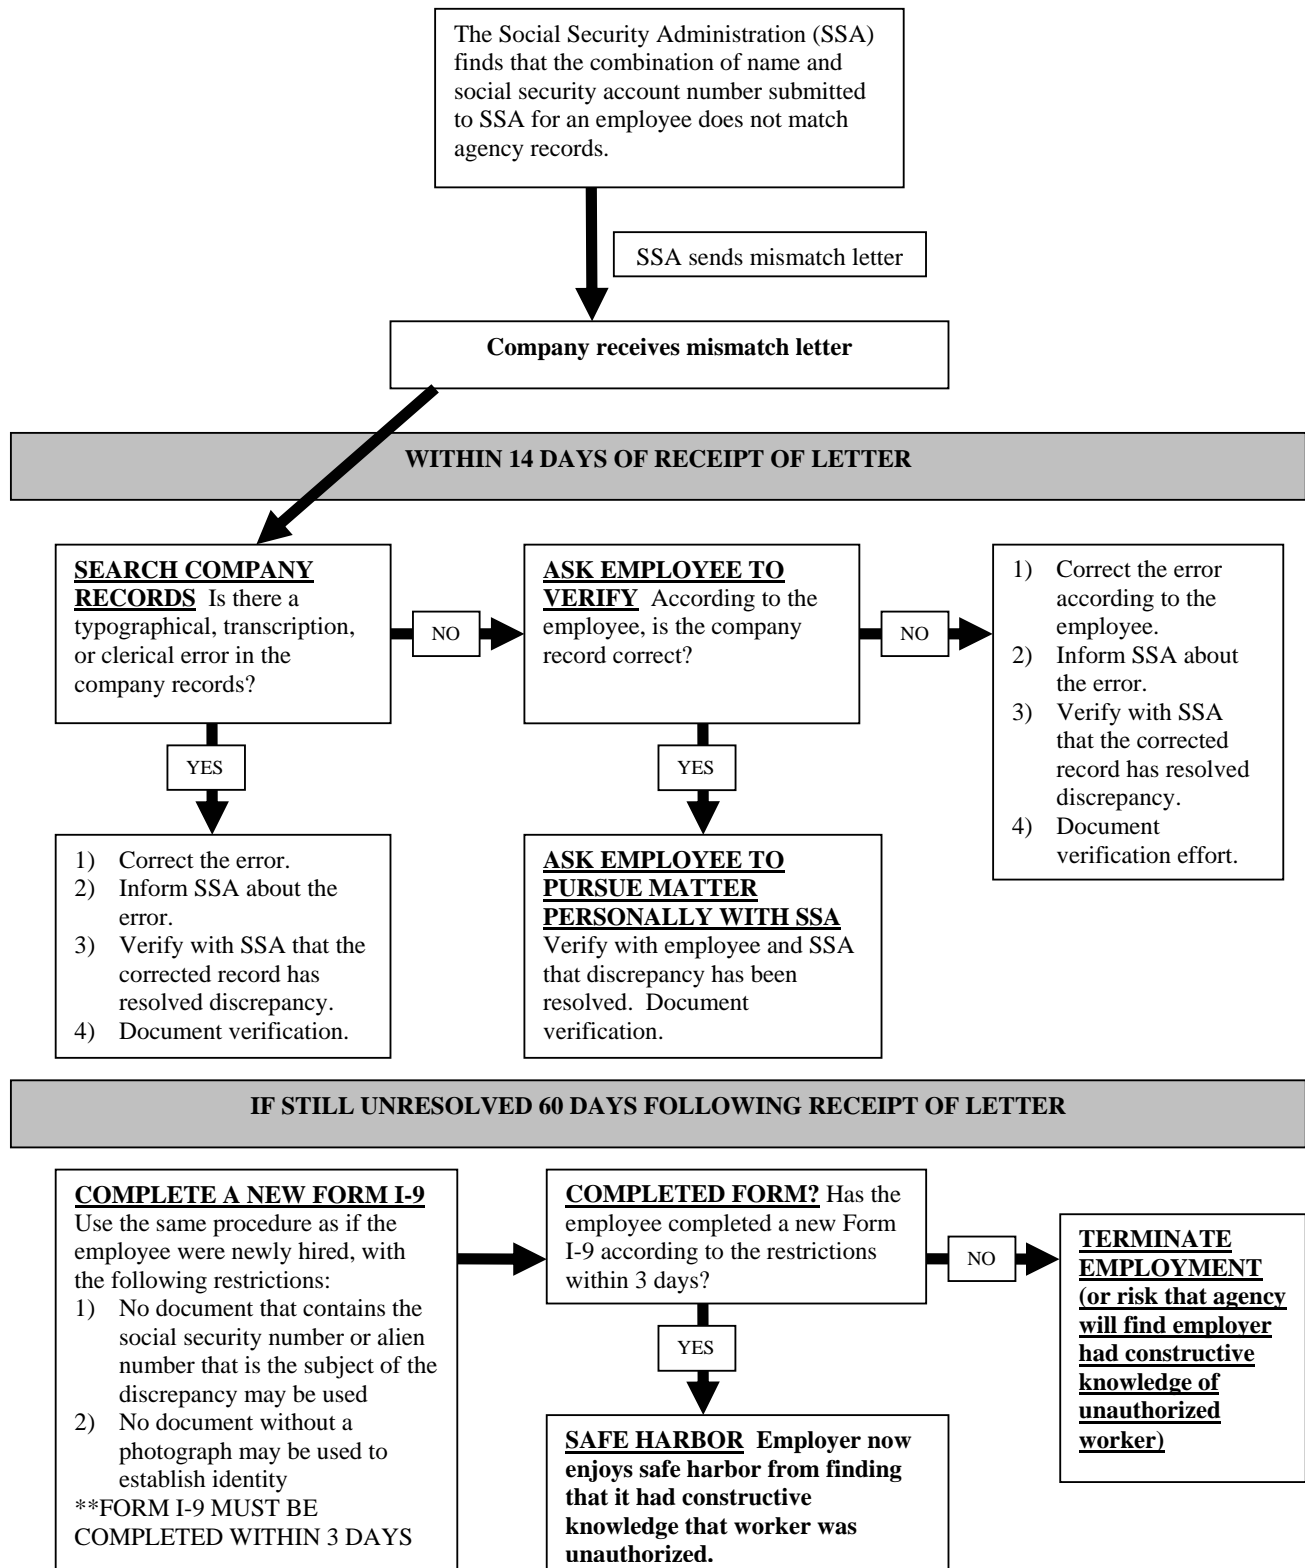 The Social Security Administration (SSA)
finds that the combination of name and
social security account number submitted
to SSA for an employee does not match
agency records.
SSA sends mismatch letter
Company receives mismatch letter
WITHIN 14 DAYS OF RECEIPT OF LETTER
SEARCH COMPANY
RECORDS Is there a
typographical, transcription,
or clerical error in the
company records?
NO
ASK EMPLOYEE TO
VERIFY According to the
employee, is the company
record correct?
NO
1) Correct the error
according to the
employee.
2) Inform SSA about
the error.
3) Verify with SSA
that the corrected
record has resolved
discrepancy.
4) Document
verification effort.
YES
YES
1) Correct the error.
2) Inform SSA about the
error.
3) Verify with SSA that the
corrected record has
resolved discrepancy.
4) Document verification.
ASK EMPLOYEE TO
PURSUE MATTER
PERSONALLY WITH SSA
Verify with employee and SSA
that discrepancy has been
resolved. Document
verification.
IF STILL UNRESOLVED 60 DAYS FOLLOWING RECEIPT OF LETTER
COMPLETE A NEW FORM I-9
Use the same procedure as if the
employee were newly hired, with
the following restrictions:
1) No document that contains the
social security number or alien
number that is the subject of the
discrepancy may be used
2) No document without a
photograph may be used to
establish identity
**FORM I-9 MUST BE
COMPLETED WITHIN 3 DAYS
COMPLETED FORM? Has the
employee completed a new Form
I-9 according to the restrictions
within 3 days?
NO
TERMINATE
EMPLOYMENT
(or risk that agency
will find employer
had constructive
knowledge of
unauthorized
worker)
YES
SAFE HARBOR Employer now
enjoys safe harbor from finding
that it had constructive
knowledge that worker was
unauthorized.